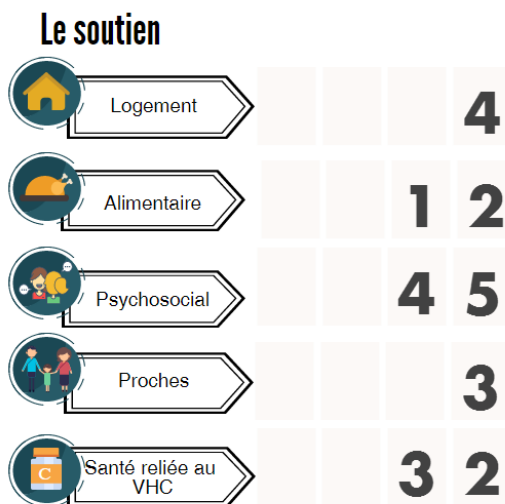 Le soutien
Logement 4
Alimentaire 1 2
Psychosocial 4 5
Proches 3
C
Santé reliée au
VHC 3 2